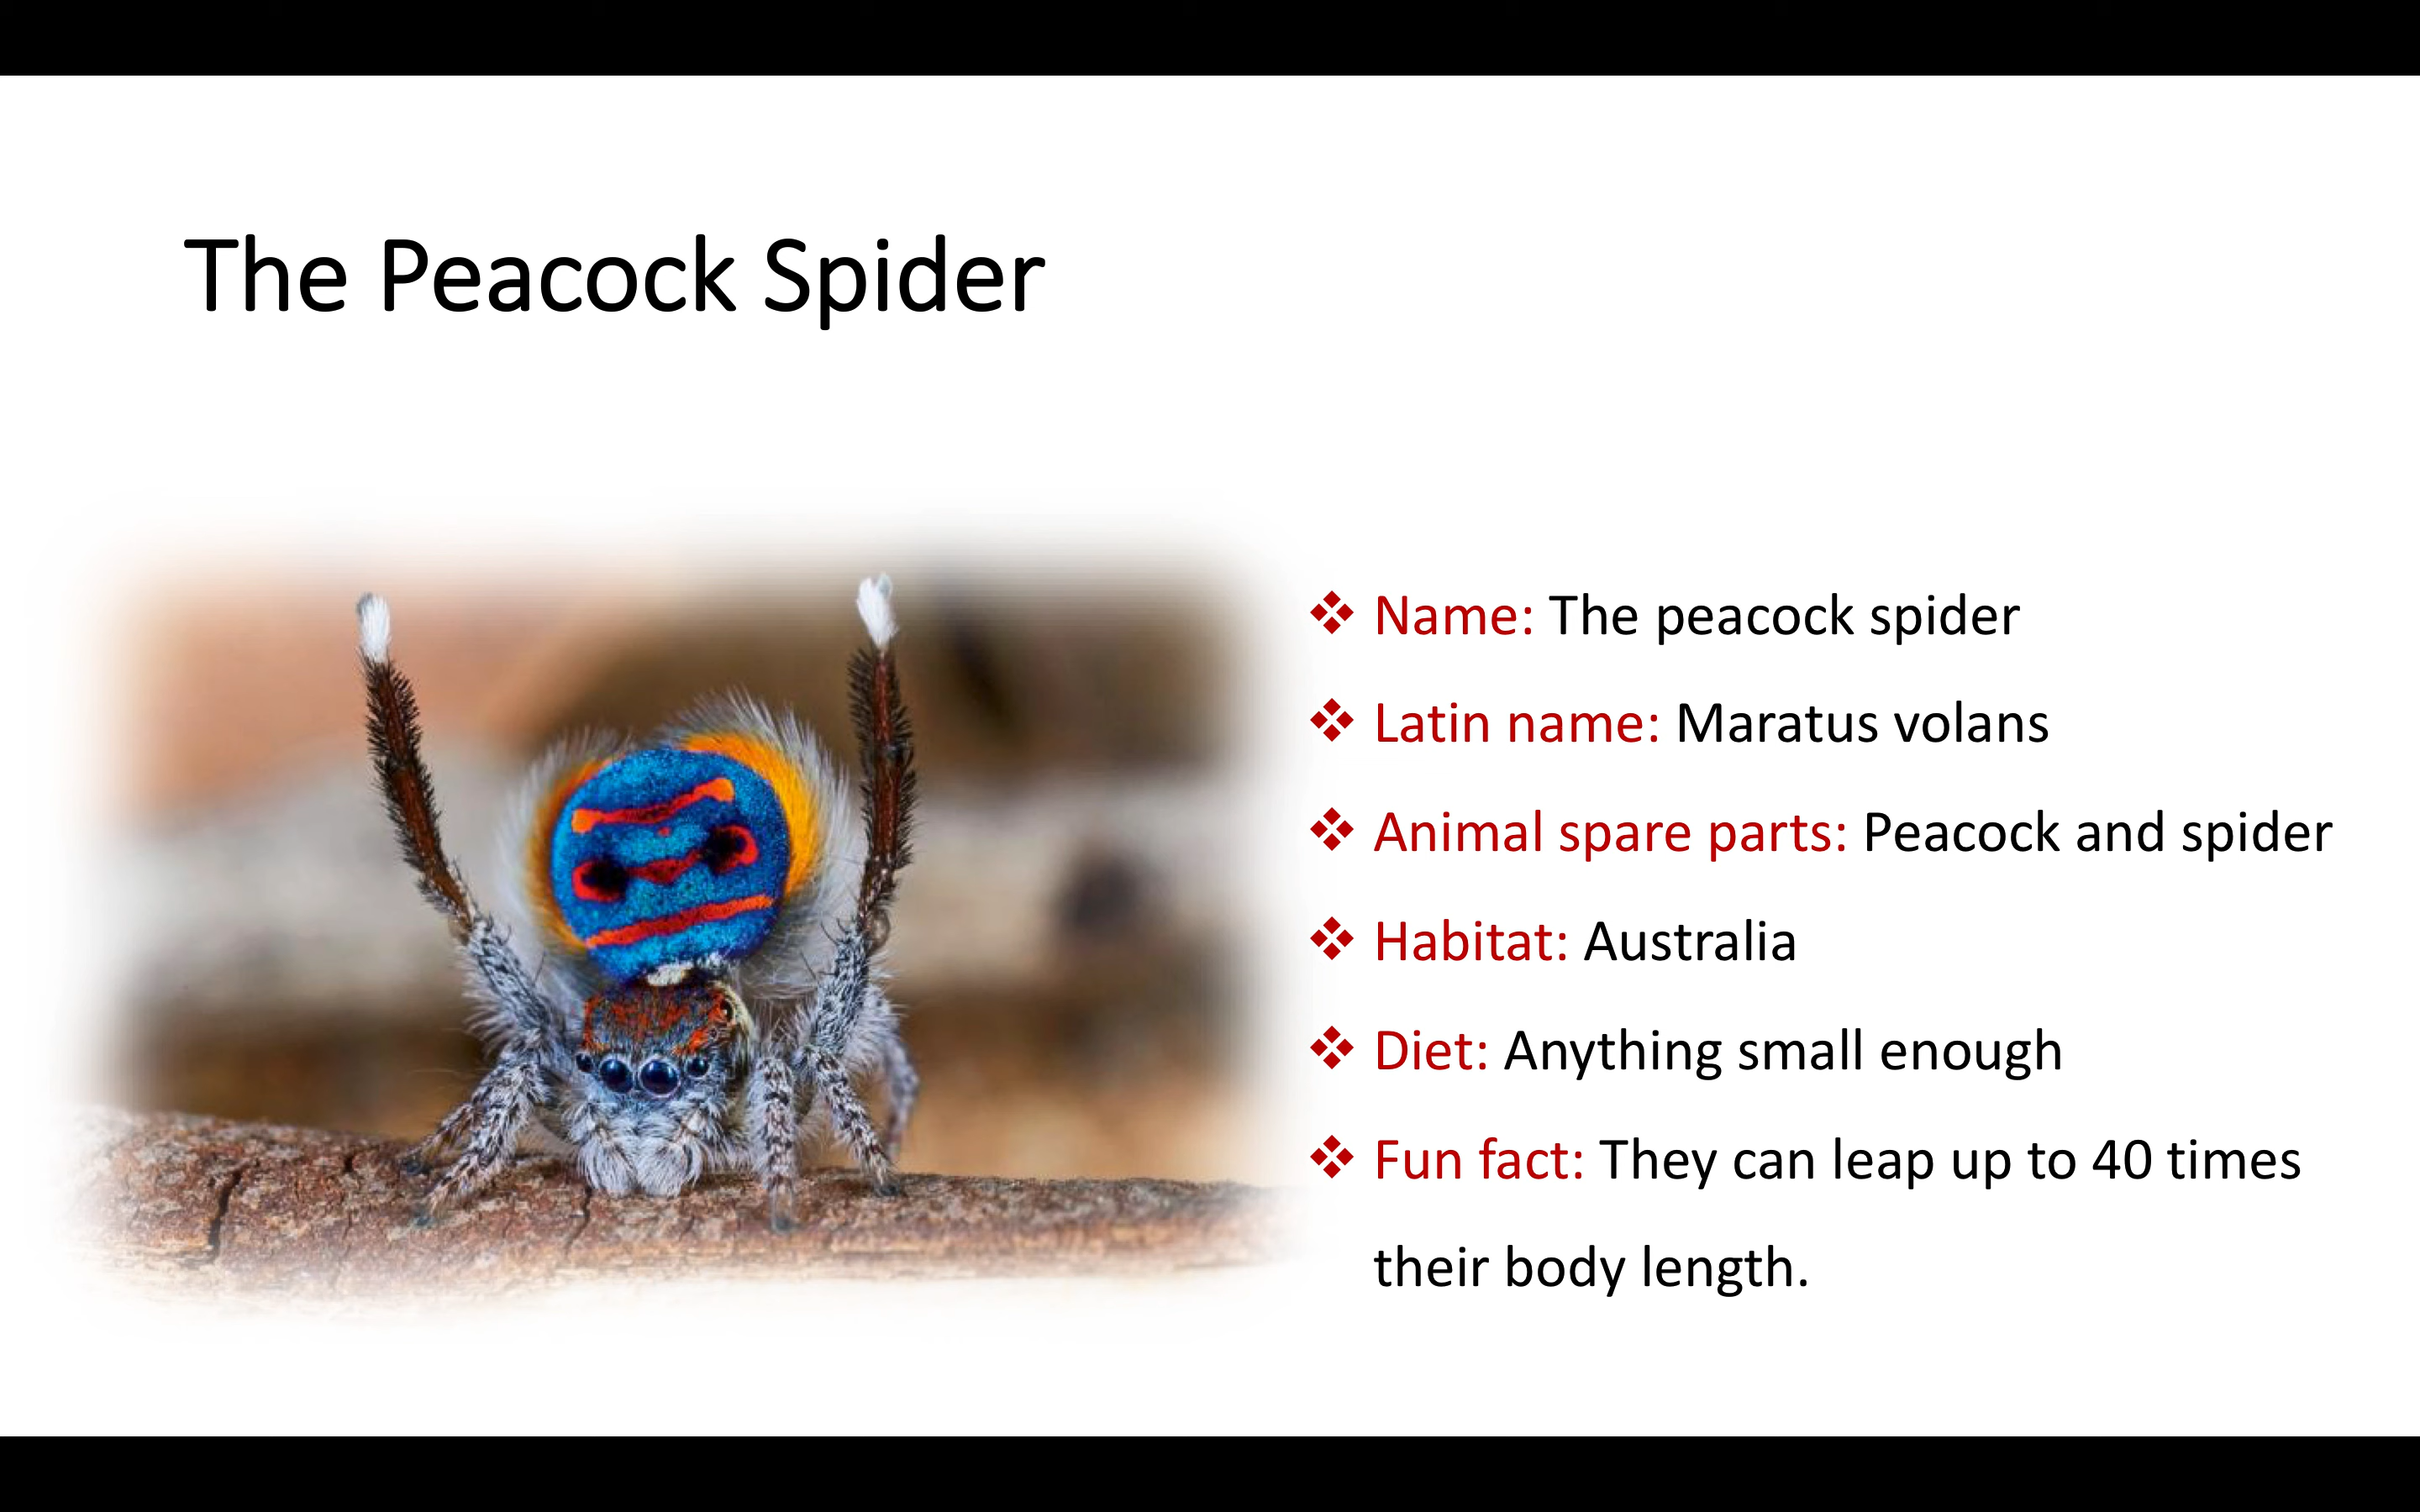 The Peacock Spider
❖ Name: The peacock spider
❖ Latin name: Maratus volans
❖ Animal spare parts: Peacock and spider
❖ Habitat: Australia
❖ Diet: Anything small enough
❖ Fun fact: They can leap up to 40 times
their body length.